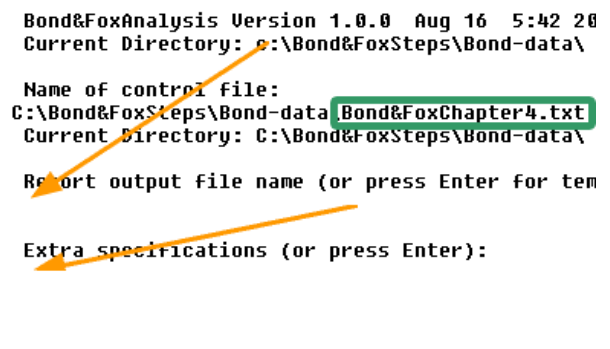 Bond&FoxAnalysis Version 1.0.0 Aug 16 5:42 20
Current Directory: c:\Bond&FoxSteps\Bond-data\
Name of control file:
C:\Bond&FoxSteps\Bond-data\Bond&FoxChapter4.txt
Current Directory: C:\Bond&FoxSteps\Bond-data\
Report output file name (or press Enter for tem
Extra specifications (or press Enter):